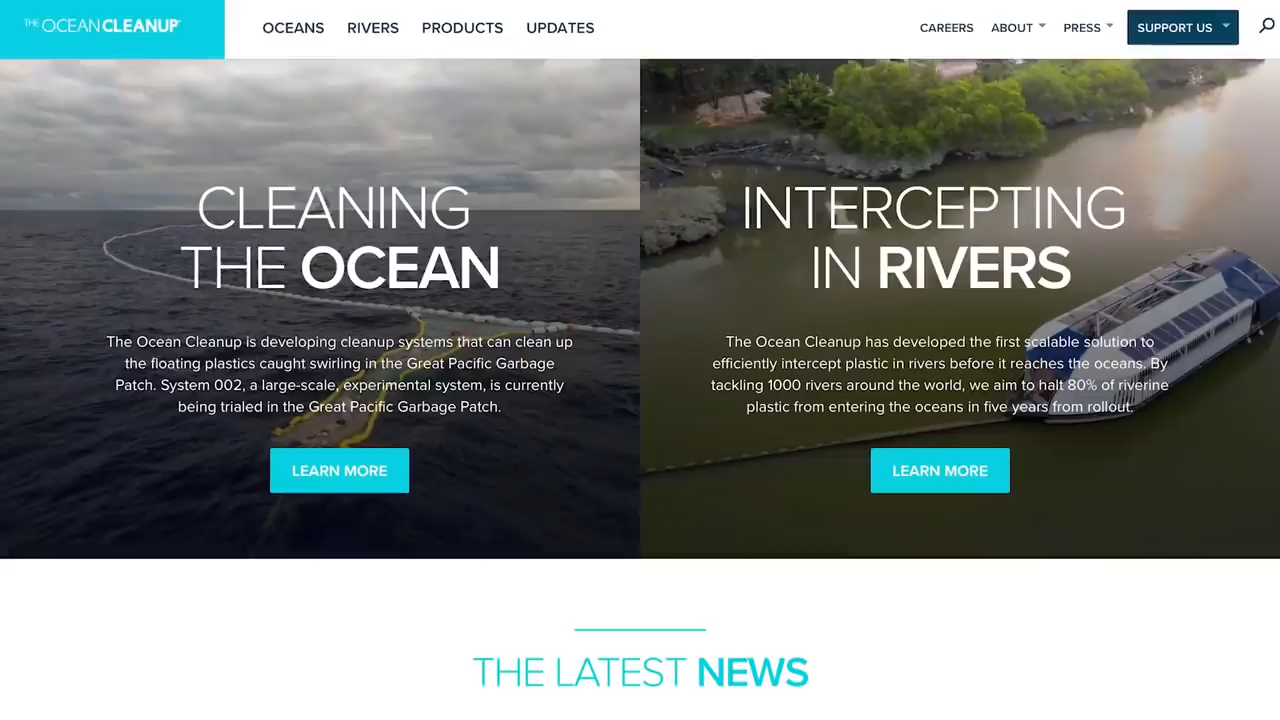 THE OCEAN CLEANUP
OCEANS RIVERS PRODUCTS UPDATES
CAREERS ABOUT PRESS SUPPORT US
CLEANING
THE OCEAN
The Ocean Cleanup is developing cleanup systems that can clean up
the floating plastics caught swirling in the Great Pacific Garbage
Patch. System 002, a large-scale, experimental system, is currently
being trialed in the Great Pacific Garbage Patch.
LEARN MORE
INTERCEPTING
IN RIVERS
The Ocean Cleanup has developed the first scalable solution to
efficiently intercept plastic in rivers before it reaches the oceans. By
tackling 1000 rivers around the world, we aim to halt 80% of riverine
plastic from entering the oceans in five years from rollout.
LEARN MORE
THE LATEST NEWS